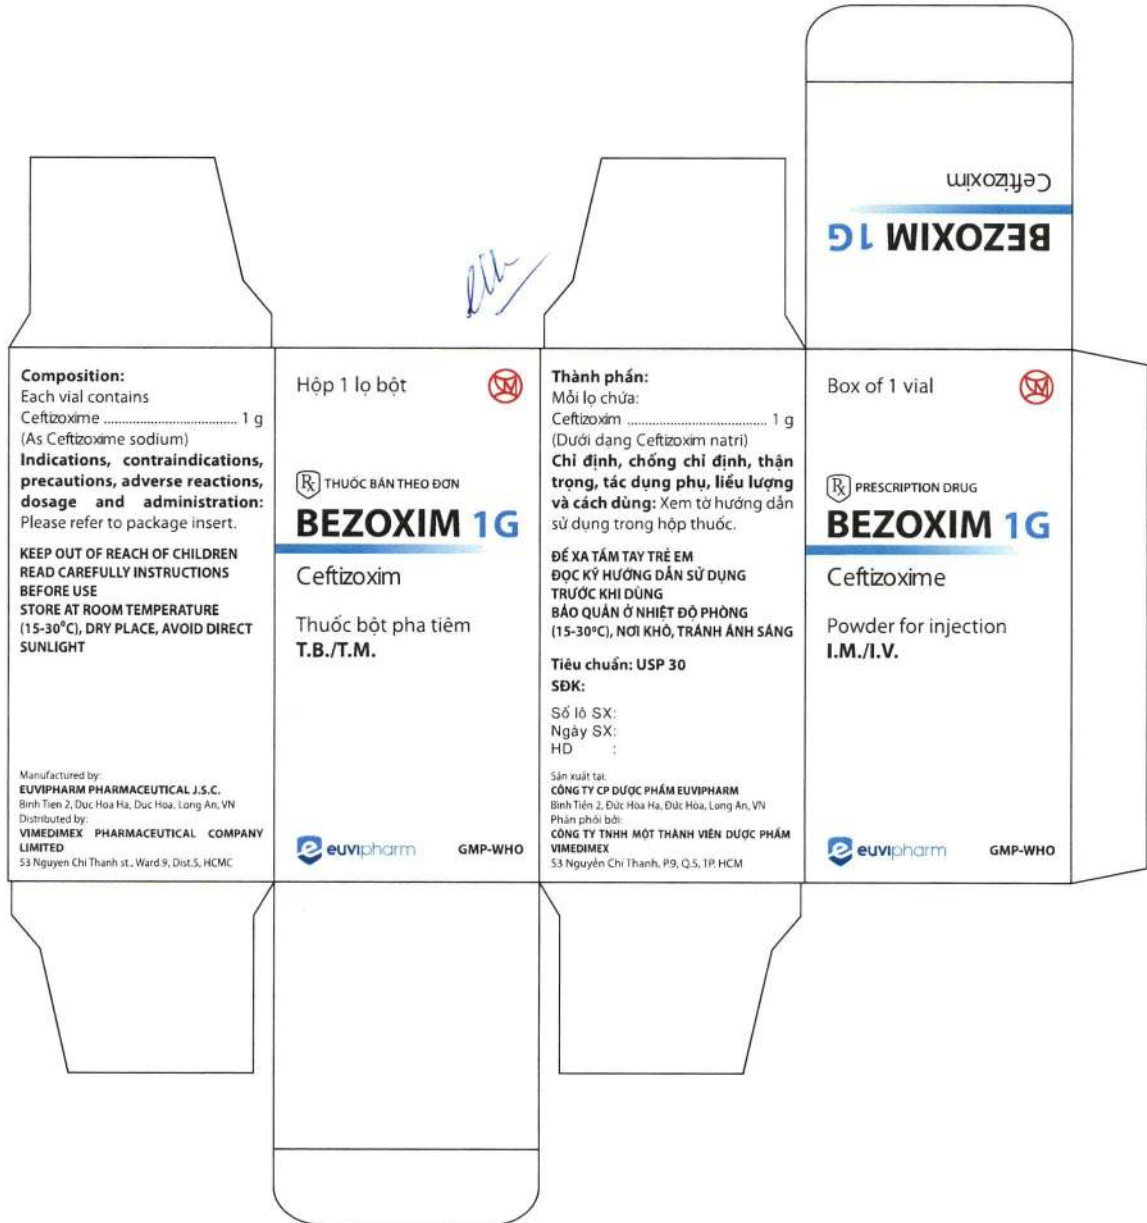 Ceftizoxim
BEZOXIM 1G
Composition:
Each vial contains
Ceftizoxime ...................................... 1 g
(As Ceftizoxime sodium)
Indications, contraindications,
precautions, adverse reactions,
dosage and administration:
Please refer to package insert.
KEEP OUT OF REACH OF CHILDREN
READ CAREFULLY INSTRUCTIONS
BEFORE USE
STORE AT ROOM TEMPERATURE
(15-30°C), DRY PLACE, AVOID DIRECT
SUNLIGHT
Manufactured by:
EUVIPHARM PHARMACEUTICAL J.S.C.
Binh Tien 2, Duc Hoa Ha, Duc Hoa, Long An, VN
Distributed by:
VIMEDIMEX PHARMACEUTICAL COMPANY
LIMITED
53 Nguyen Chi Thanh st., Ward.9, Dist.5, HCMC
Hộp 1 lọ bột
Rx THUỐC BÁN THEO ĐƠN
BEZOXIM 1G
Ceftizoxim
Thuốc bột pha tiêm
T.B./T.M.
euvipharm GMP-WHO
Thành phần:
Mỗi lọ chứa:
Ceftizoxim ........................................ 1 g
(Dưới dạng Ceftizoxim natri)
Chỉ định, chống chỉ định, thận
trọng, tác dụng phụ, liều lượng
và cách dùng: Xem tờ hướng dẫn
sử dụng trong hộp thuốc.
ĐỂ XA TẦM TAY TRẺ EM
ĐỌC KỸ HƯỚNG DẪN SỬ DỤNG
TRƯỚC KHI DÙNG
BẢO QUẢN Ở NHIỆT ĐỘ PHÒNG
(15-30°C), NƠI KHÔ, TRÁNH ÁNH SÁNG
Tiêu chuẩn: USP 30
SĐK:
Số lô SX:
Ngày SX:
HD :
Sản xuất tại:
CÔNG TY CP DƯỢC PHẨM EUVIPHARM
Bình Tiền 2, Đức Hòa Hạ, Đức Hòa, Long An, VN
Phân phối bởi:
CÔNG TY TNHH MỘT THÀNH VIÊN DƯỢC PHẨM
VIMEDIMEX
53 Nguyễn Chí Thanh, P.9, Q.5, TP. HCM
Box of 1 vial
Rx PRESCRIPTION DRUG
BEZOXIM 1G
Ceftizoxime
Powder for injection
I.M./I.V.
euvipharm GMP-WHO